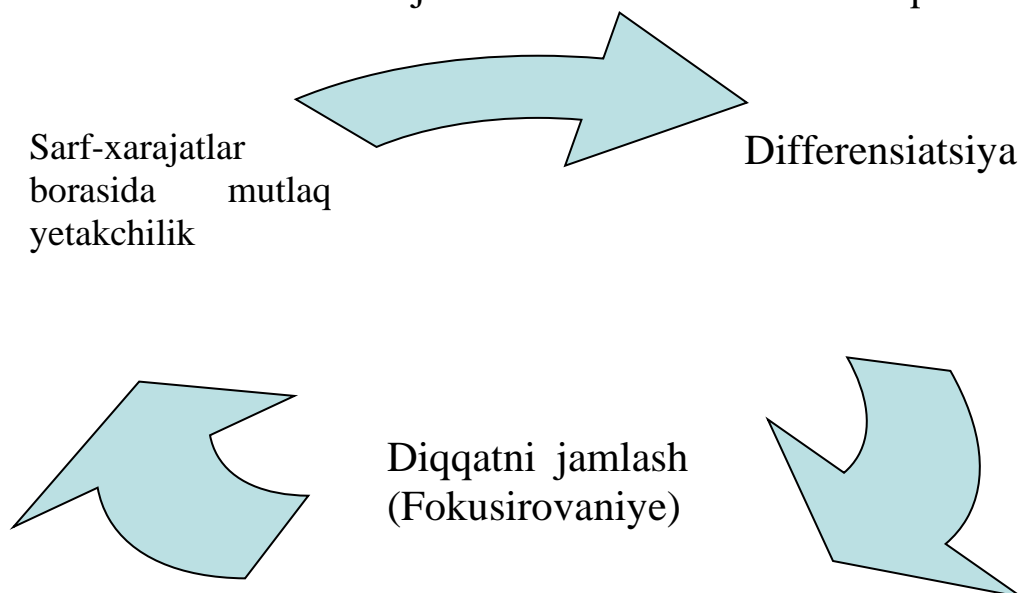 Sarf-xarajatlar
borasida mutlaq
yetakchilik
Differensiatsiya
Diqqatni jamlash
(Fokusirovaniye)